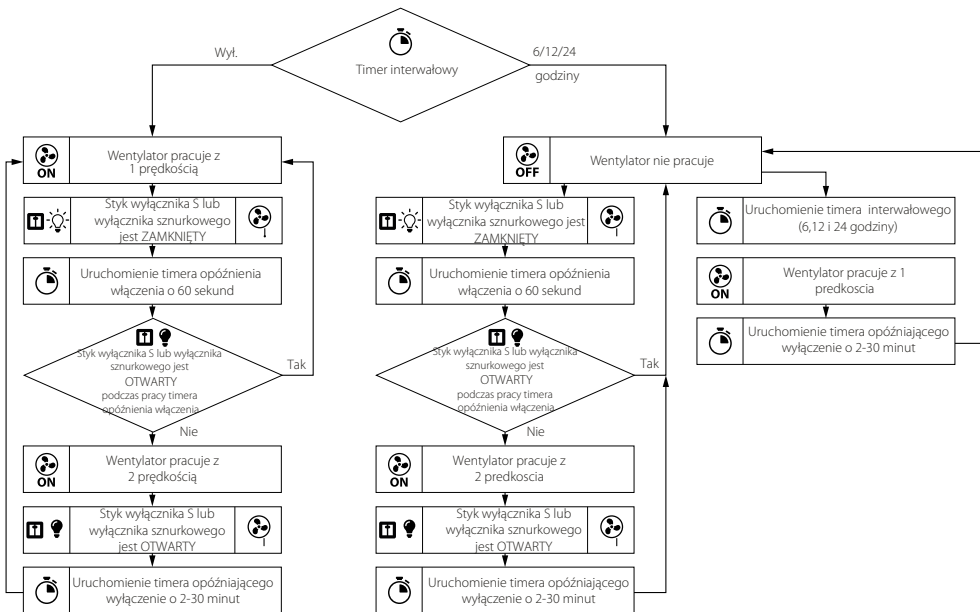 Wył.
Timer interwałowy
6/12/24
godziny
ON
Wentylator pracuje z
1 prędkością
Styk wyłącznika S lub
wyłącznika sznurkowego
jest ZAMKNIĘTY
Uruchomienie timera opóźnienia
włączenia o 60 sekund
Styk wyłącznika S lub wyłącznika
sznurkowego jest
OTWARTY
podczas pracy timera
opóźnienia włączenia
Tak
Nie
ON
Wentylator pracuje z
2 prędkością
Styk wyłącznika S lub
wyłącznika sznurkowego
jest OTWARTY
Uruchomienie timera opóźniającego
wyłączenie o 2-30 minut
OFF
Wentylator nie pracuje
Styk wyłącznika S lub
wyłącznika sznurkowego jest
ZAMKNIĘTY
Uruchomienie timera opóźnienia
włączenia o 60 sekund
Styk wyłącznika S lub wyłącznika
sznurkowego jest
OTWARTY
podczas pracy timera
opóźnienia włączenia
Tak
Nie
ON
Wentylator pracuje z
2 predkoscia
Styk wyłącznika S lub
wyłącznika sznurkowego
jest OTWARTY
Uruchomienie timera opóźniającego
wyłączenie o 2-30 minut
Uruchomienie timera interwałowego
(6,12 i 24 godziny)
ON
Wentylator pracuje z 1
predkoscia
Uruchomienie timera opóźniającego
wyłączenie o 2-30 minut